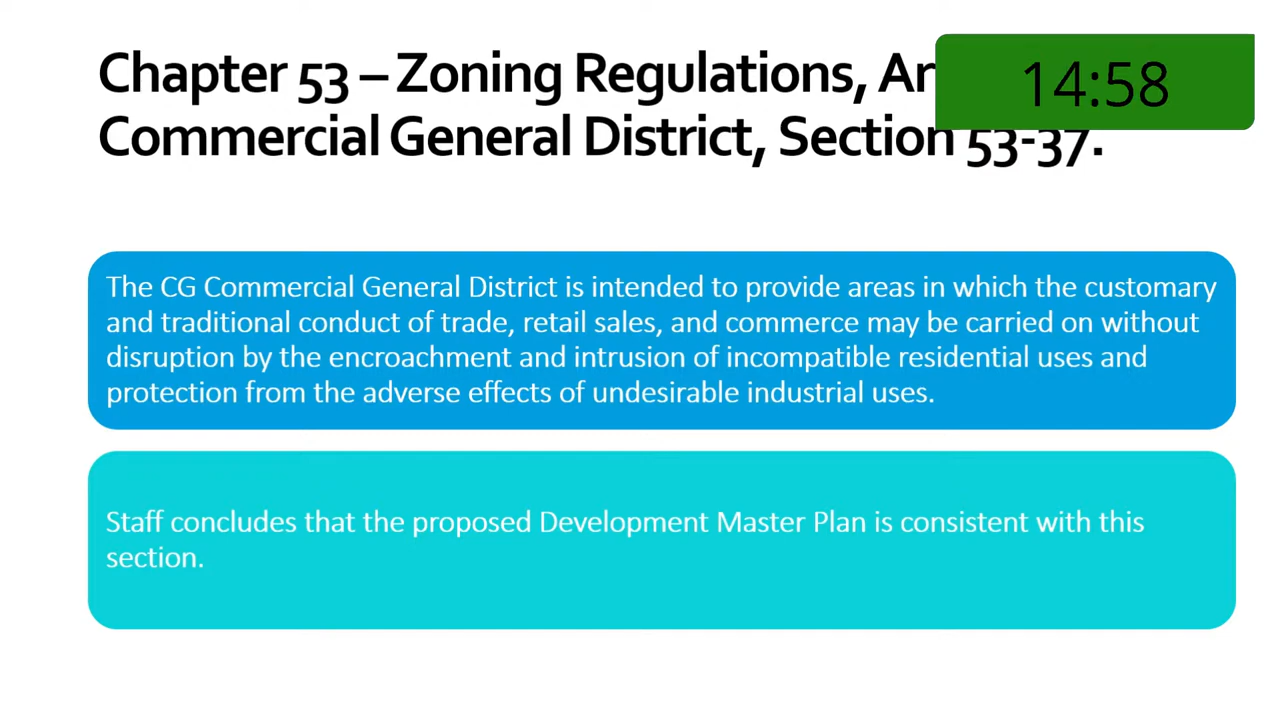 Chapter 53 – Zoning Regulations,
14:58
Commercial General District, Section 53-37.
The CG Commercial General District is intended to provide areas in which the customary
and traditional conduct of trade, retail sales, and commerce may be carried on without
disruption by the encroachment and intrusion of incompatible residential uses and
protection from the adverse effects of undesirable industrial uses.
Staff concludes that the proposed Development Master Plan is consistent with this
section.